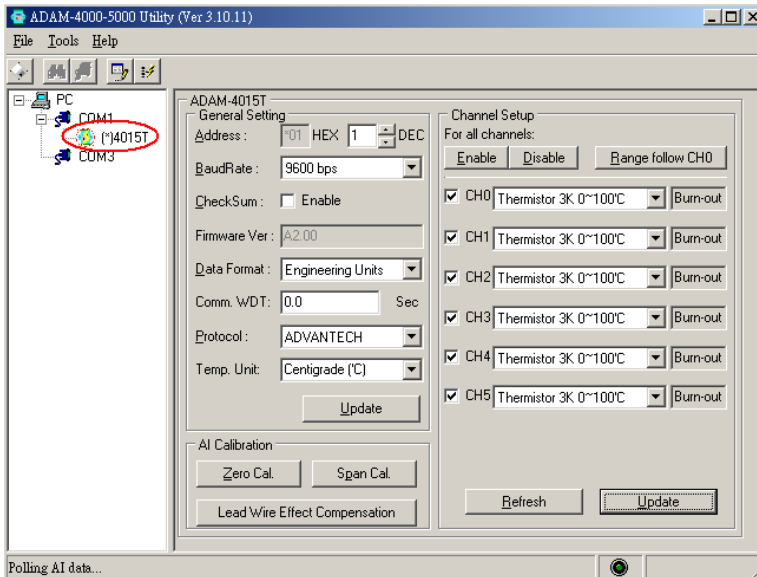 ADAM-4000-5000 Utility (Ver 3.10.11)
File Tools Help
PC
COM1
(*)4015T
COM3
ADAM-4015T
General Setting
Address : *01 HEX 1 DEC
BaudRate : 9600 bps
CheckSum : Enable
Firmware Ver : A2.00
Data Format : Engineering Units
Comm. WDT: 0.0 Sec
Protocol : ADVANTECH
Temp. Unit: Centigrade ('C)
Update
AI Calibration
Zero Cal. Span Cal.
Lead Wire Effect Compensation
Channel Setup
For all channels:
Enable Disable Range follow CH0
CH0 Thermistor 3K 0~100'C Burn-out
CH1 Thermistor 3K 0~100'C Burn-out
CH2 Thermistor 3K 0~100'C Burn-out
CH3 Thermistor 3K 0~100'C Burn-out
CH4 Thermistor 3K 0~100'C Burn-out
CH5 Thermistor 3K 0~100'C Burn-out
Refresh Update
Polling AI data...